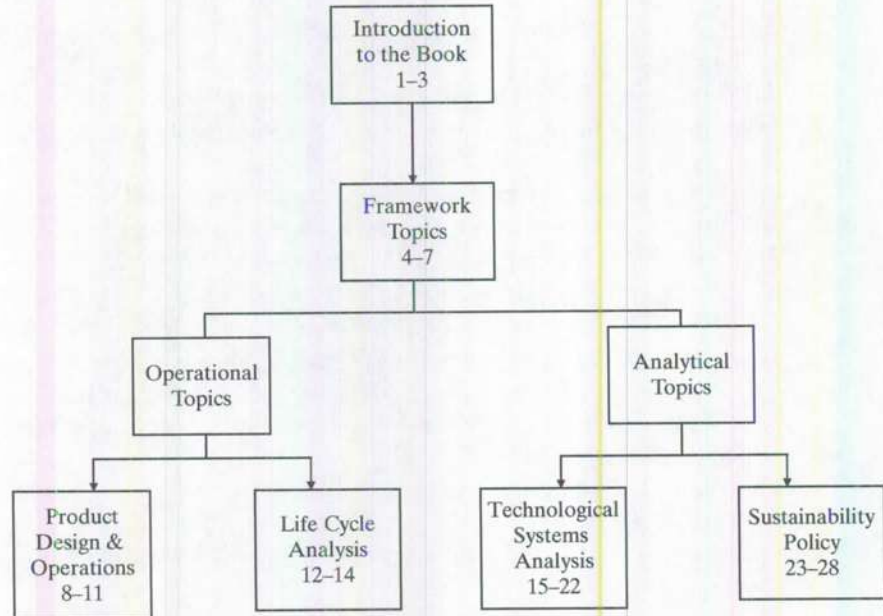 Introduction
to the Book
1–3
Framework
Topics
4–7
Operational
Topics
Analytical
Topics
Product
Design &
Operations
8–11
Life Cycle
Analysis
12–14
Technological
Systems
Analysis
15–22
Sustainability
Policy
23–28